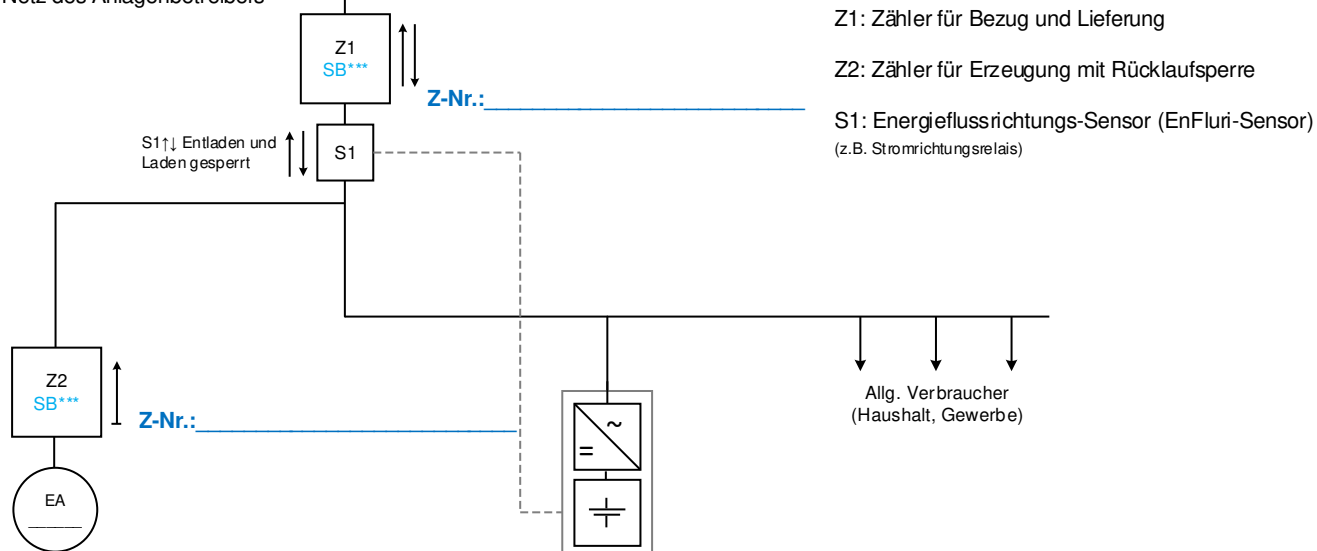 Netz des Anlagenbetreibers
Z1
SB***
Z-Nr.:
S1↑↓ Entladen und
Laden gesperrt
S1
Z1: Zähler für Bezug und Lieferung
Z2: Zähler für Erzeugung mit Rücklaufsperre
S1: Energieflussrichtungs-Sensor (EnFluri-Sensor)
(z.B. Stromrichtungsrelais)
Z2
SB***
Z-Nr.:
EA
~
=
Allg. Verbraucher
(Haushalt, Gewerbe)